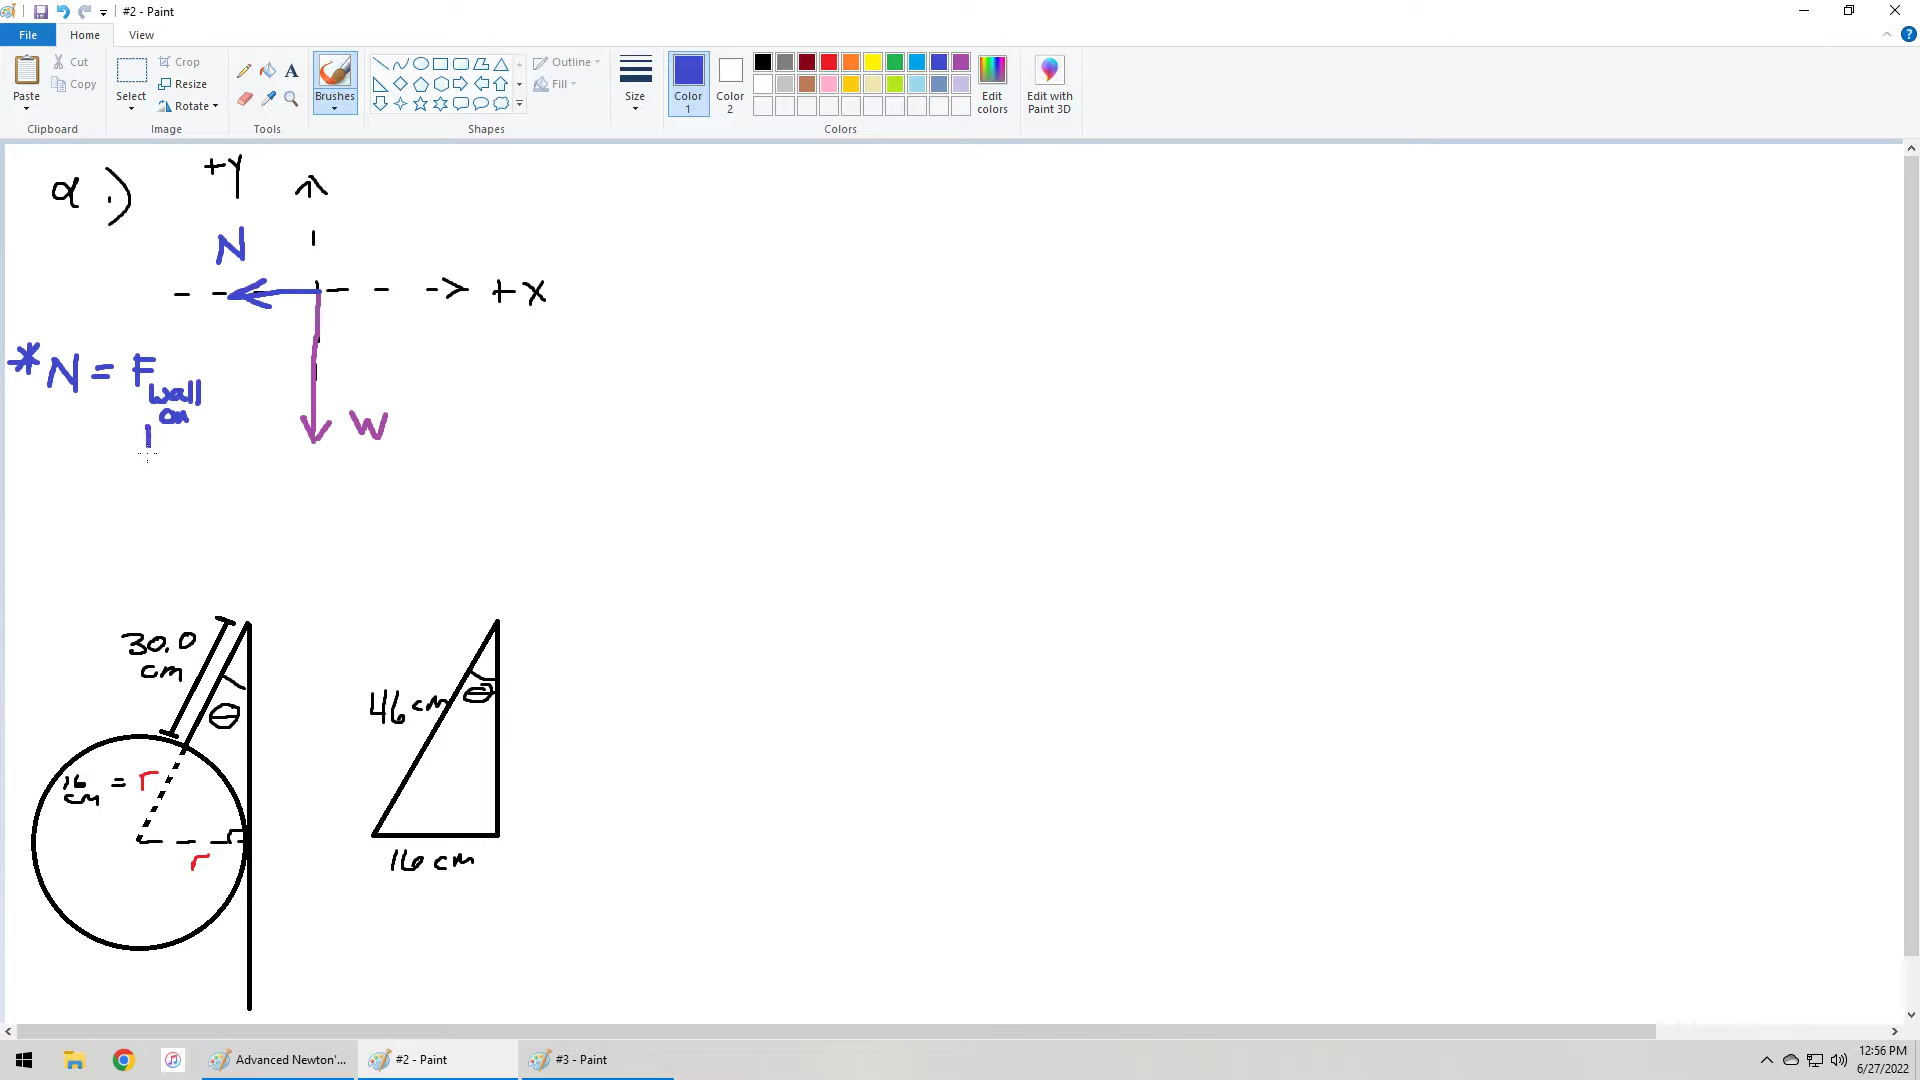 #2 - Paint
File
Home
View
Paste
Cut
Copy
Clipboard
Select
Crop
Resize
Rotate
Image
A
Tools
Brushes
Shapes
Outline
Fill
Size
Color 1
Color 2
Colors
Edit colors
Edit with Paint 3D
a.)
+Y
N
+X
*N = F wall on
W
30.0 cm
θ
16 cm = r
r
46 cm
θ
16 cm
Advanced Newton'...
#2 - Paint
#3 - Paint
12:56 PM
6/27/2022